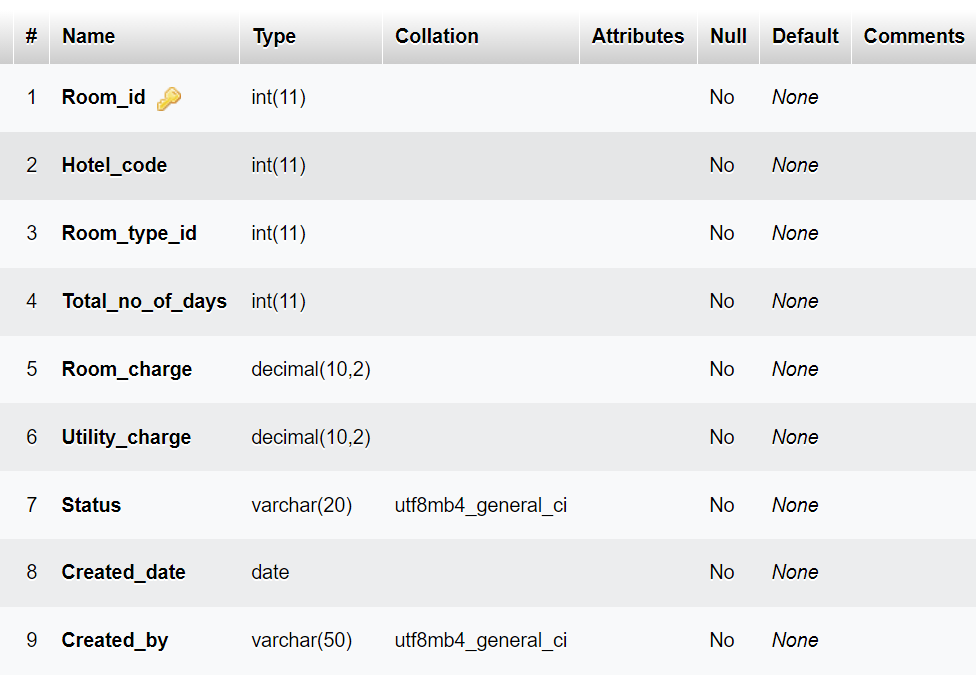 # Name Type Collation Attributes Null Default Comments
1 Room_id int(11) No None
2 Hotel_code int(11) No None
3 Room_type_id int(11) No None
4 Total_no_of_days int(11) No None
5 Room_charge decimal(10,2) No None
6 Utility_charge decimal(10,2) No None
7 Status varchar(20) utf8mb4_general_ci No None
8 Created_date date No None
9 Created_by varchar(50) utf8mb4_general_ci No None